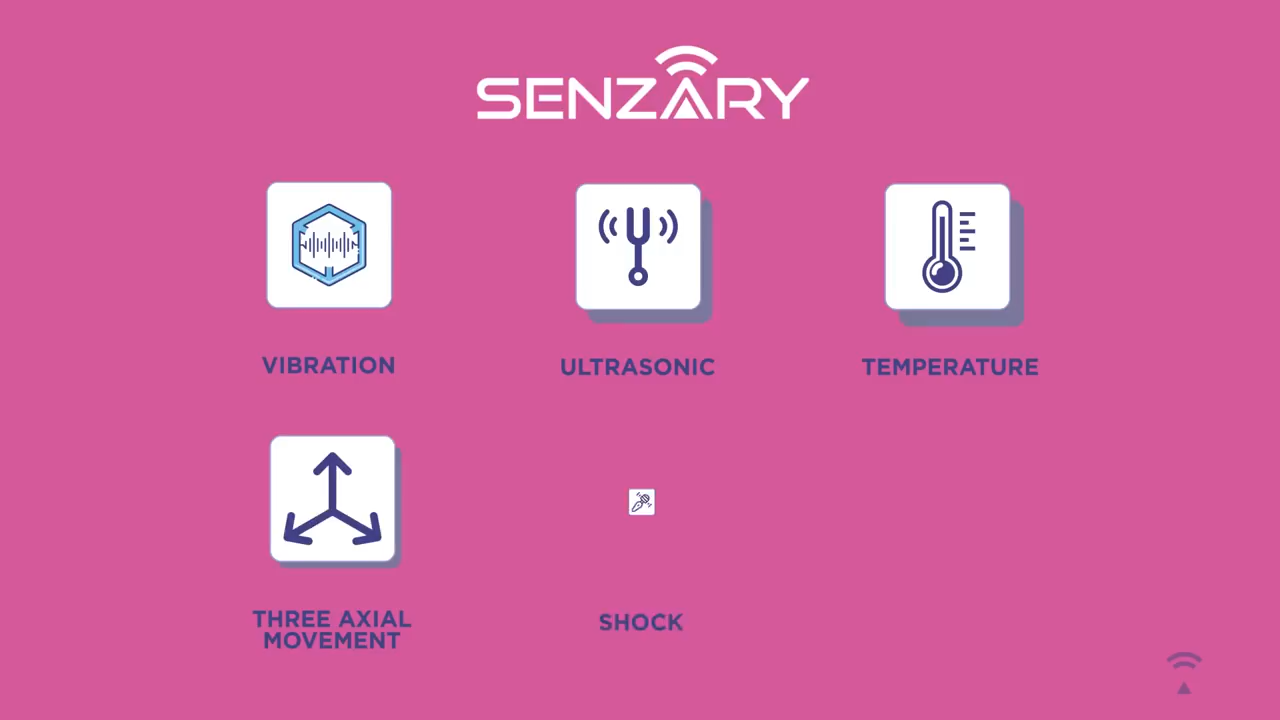 SENZARY
VIBRATION
ULTRASONIC
TEMPERATURE
THREE AXIAL
MOVEMENT
SHOCK